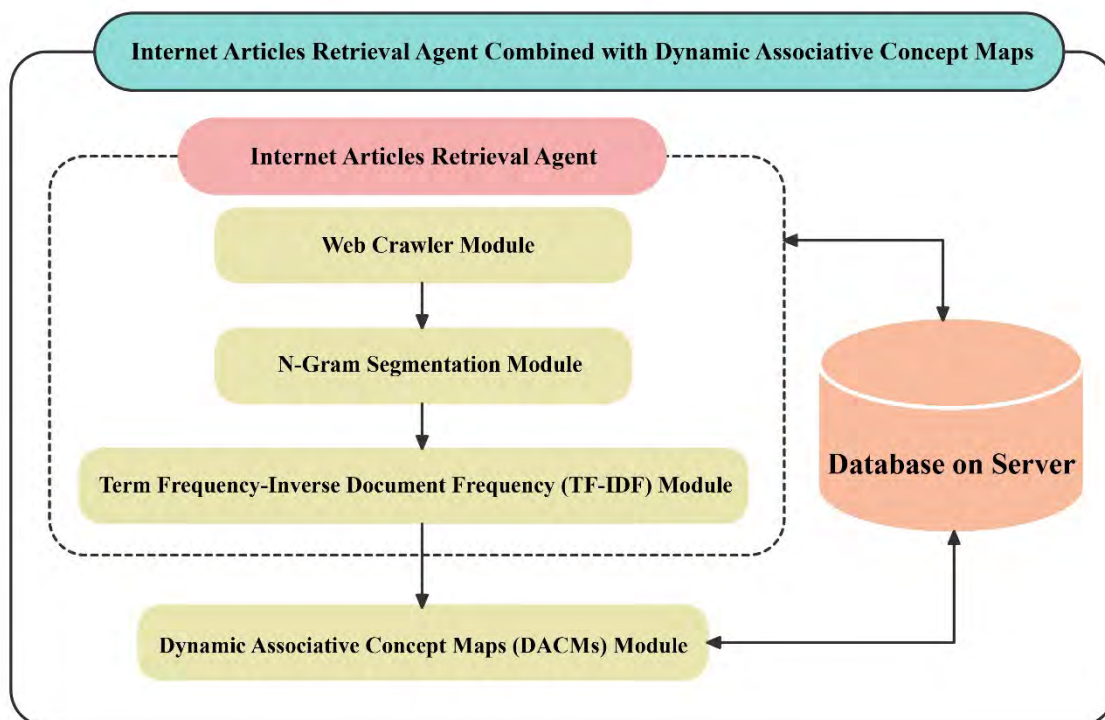 Internet Articles Retrieval Agent Combined with Dynamic Associative Concept Maps
Internet Articles Retrieval Agent
Web Crawler Module
N-Gram Segmentation Module
Term Frequency-Inverse Document Frequency (TF-IDF) Module
Database on Server
Dynamic Associative Concept Maps (DACMs) Module